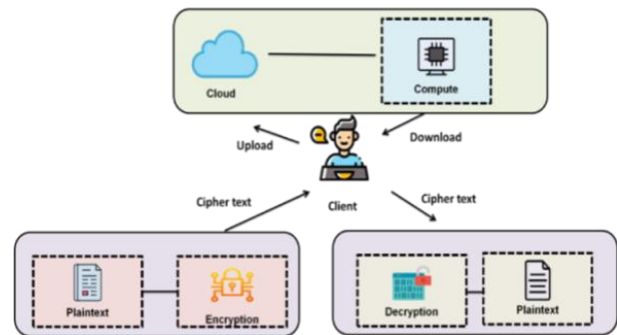 Cloud
Compute
Upload
Download
Cipher text
Client
Cipher text
Plaintext
Encryption
Decryption
Plaintext